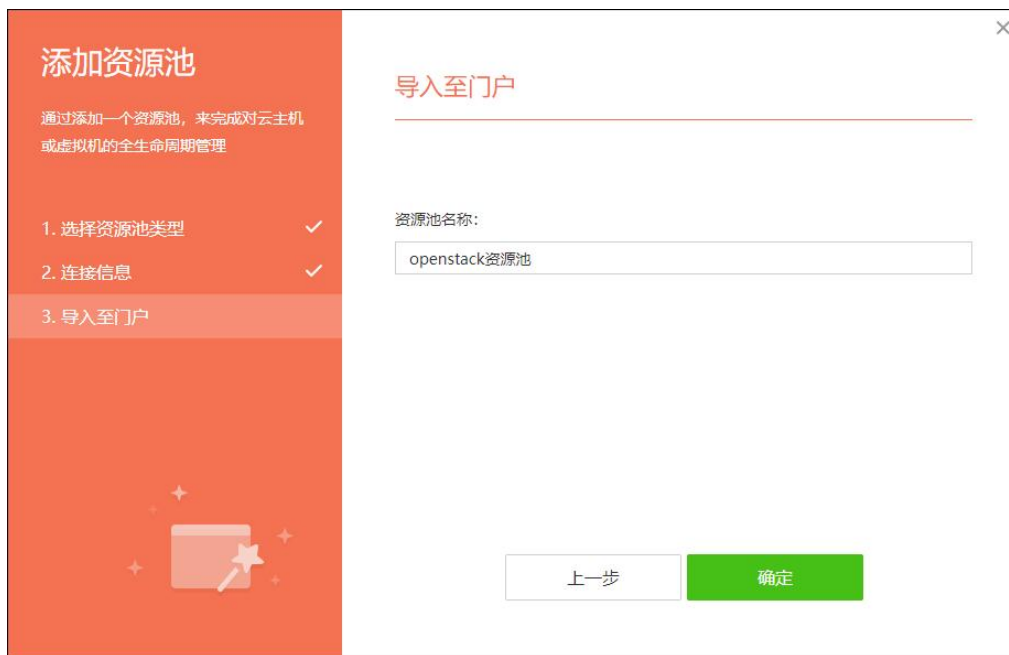 添加资源池
通过添加一个资源池，来完成对云主机
或虚拟机的全生命周期管理
1. 选择资源池类型
2. 连接信息
3. 导入至门户
导入至门户
资源池名称:
openstack资源池
上一步
确定